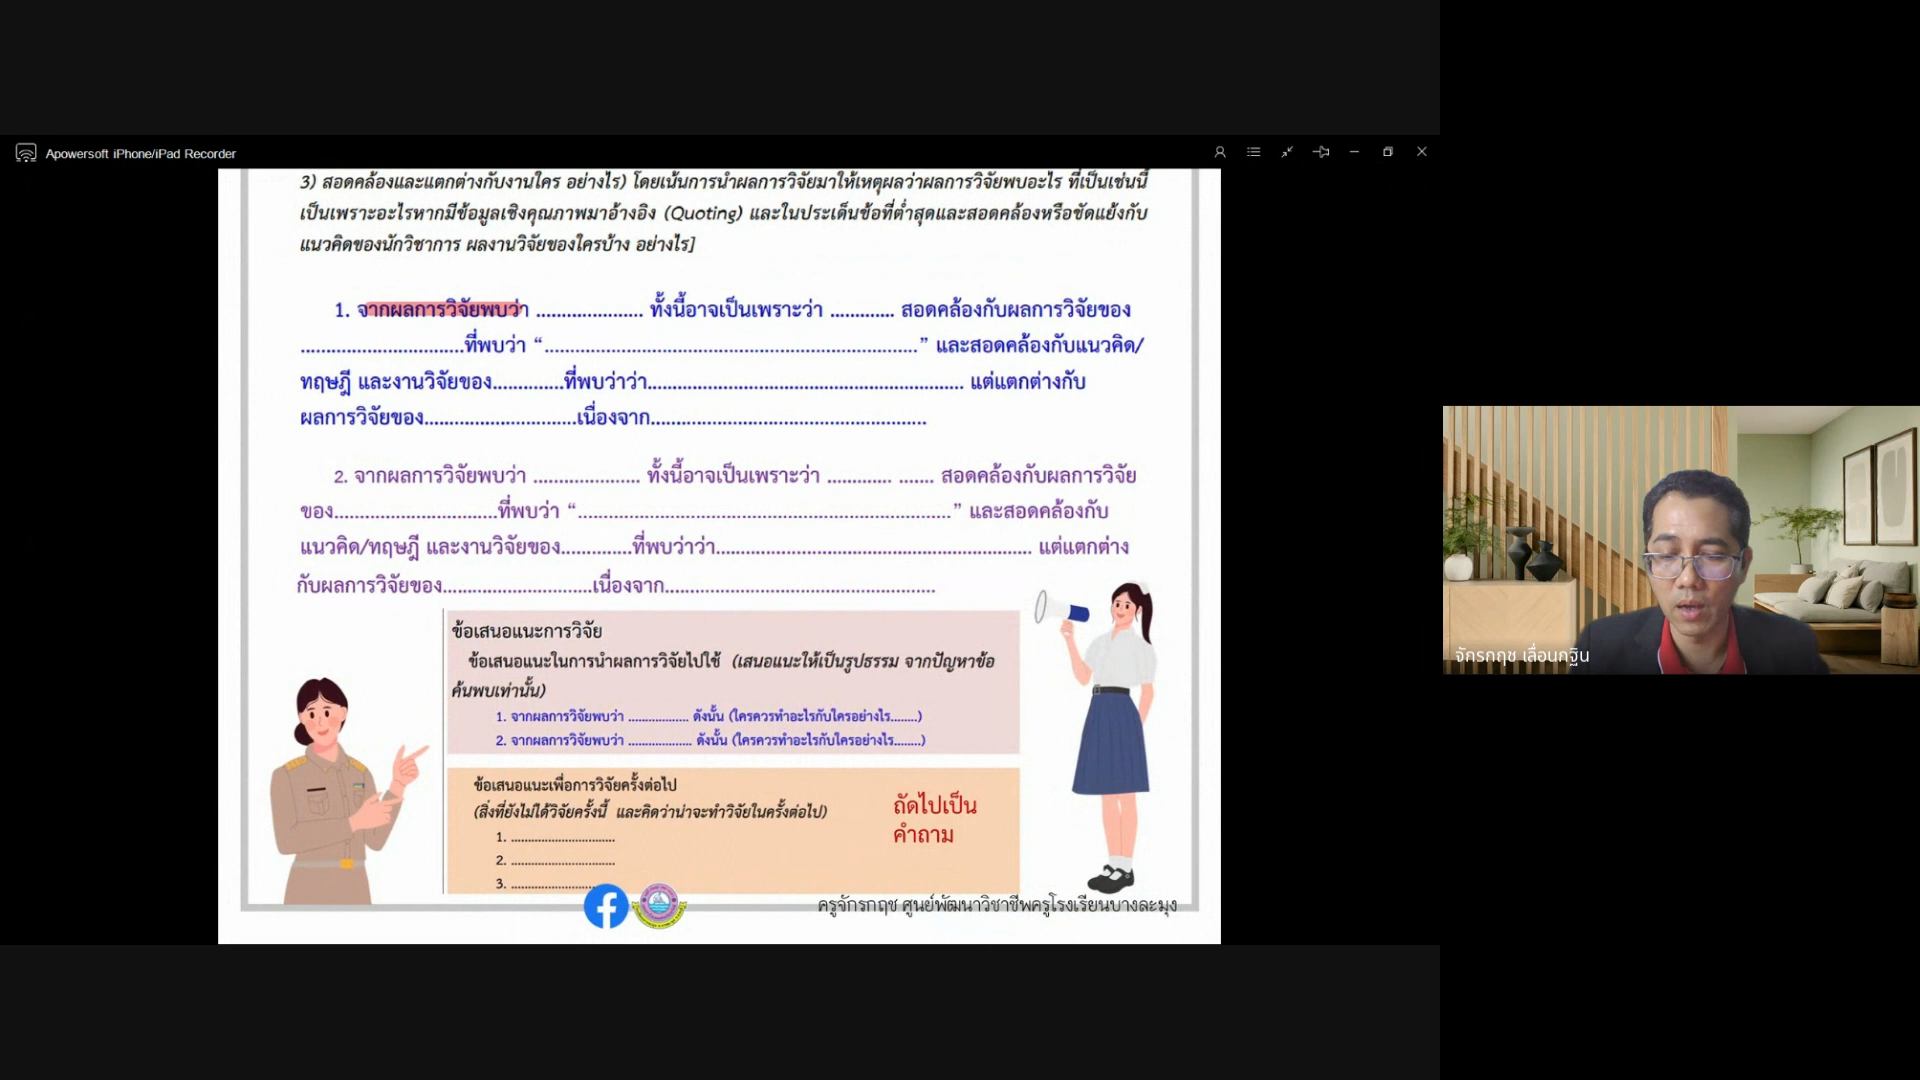 Apowersoft iPhone/iPad Recorder
3) สอดคล้องและแตกต่างกับงานใคร อย่างไร) โดยเน้นการนำผลการวิจัยมาให้เหตุผลว่าผลการวิจัยพบอะไร ที่เป็นเช่นนี้
เป็นเพราะอะไรหากมีข้อมูลเชิงคุณภาพมาอ้างอิง (Quoting) และในประเด็นข้อที่ต่ำสุดและสอดคล้องหรือขัดแย้งกับ
แนวคิดของนักวิชาการ ผลงานวิจัยของใครบ้าง อย่างไร]
1. จากผลการวิจัยพบว่า ..................... ทั้งนี้อาจเป็นเพราะว่า ............. สอดคล้องกับผลการวิจัยของ
................................ที่พบว่า “.........................................................................” และสอดคล้องกับแนวคิด/
ทฤษฎี และงานวิจัยของ..............ที่พบว่าว่า.............................................................. แต่แตกต่างกับ
ผลการวิจัยของ..............................เนื่องจาก......................................................
2. จากผลการวิจัยพบว่า ..................... ทั้งนี้อาจเป็นเพราะว่า ............. ....... สอดคล้องกับผลการวิจัย
ของ................................ที่พบว่า “.........................................................................” และสอดคล้องกับ
แนวคิด/ทฤษฎี และงานวิจัยของ..............ที่พบว่าว่า.............................................................. แต่แตกต่าง
กับผลการวิจัยของ..............................เนื่องจาก......................................................
ข้อเสนอแนะการวิจัย
ข้อเสนอแนะในการนำผลการวิจัยไปใช้ (เสนอแนะให้เป็นรูปธรรม จากปัญหาข้อ
ค้นพบเท่านั้น)
1. จากผลการวิจัยพบว่า .................. ดังนั้น (ใครควรทำอะไรกับใครอย่างไร........)
2. จากผลการวิจัยพบว่า ................... ดังนั้น (ใครควรทำอะไรกับใครอย่างไร........)
ข้อเสนอแนะเพื่อการวิจัยครั้งต่อไป
(สิ่งที่ยังไม่ได้วิจัยครั้งนี้ และคิดว่าน่าจะทำวิจัยในครั้งต่อไป)
1. .............................
2. .............................
3. .............................
ถัดไปเป็น
คำถาม
ครูจักรกฤช ศูนย์พัฒนาวิชาชีพครูโรงเรียนบางละมุง
จักรกฤช เลื่อนกฐิน